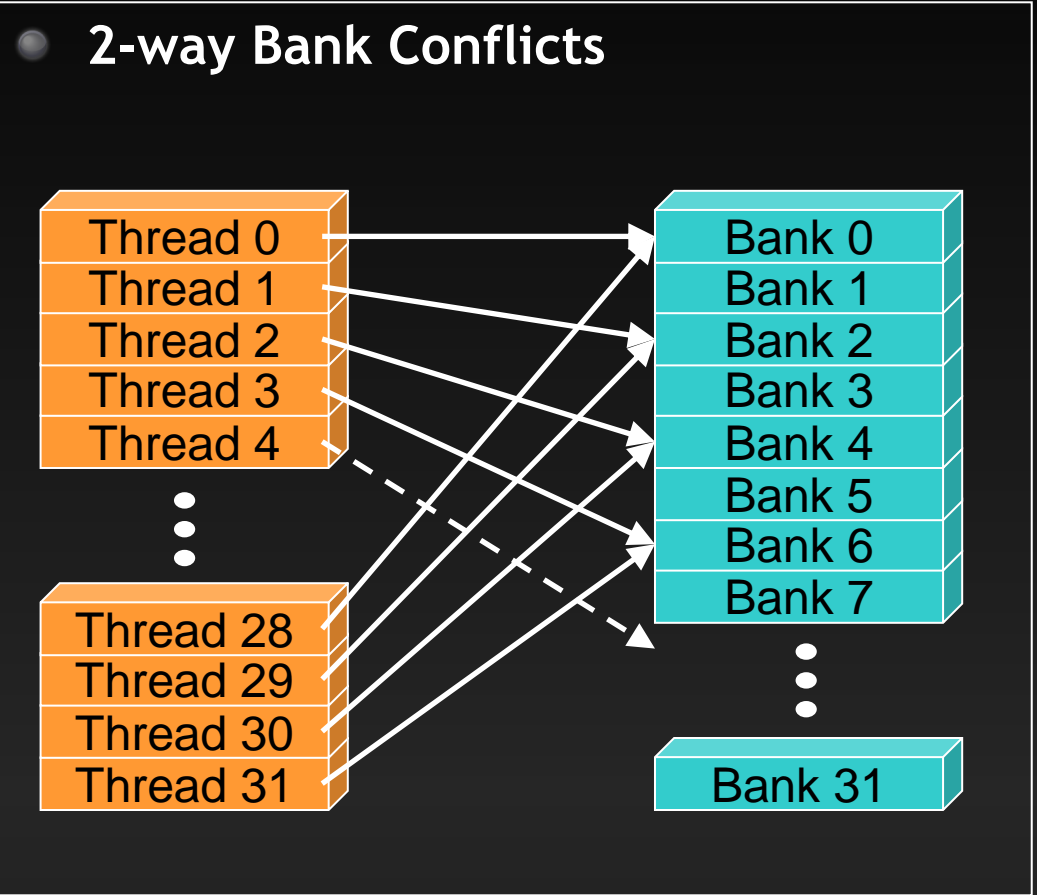 2-way Bank Conflicts
Thread 0
Thread 1
Thread 2
Thread 3
Thread 4
Thread 28
Thread 29
Thread 30
Thread 31
Bank 0
Bank 1
Bank 2
Bank 3
Bank 4
Bank 5
Bank 6
Bank 7
Bank 31